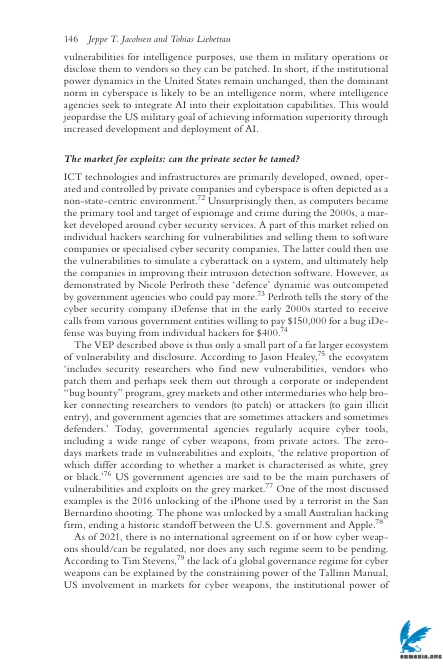 146 Jeppe T. Jacobsen and Tobias Liebetrau
vulnerabilities for intelligence purposes, use them in military operations or
disclose them to vendors so they can be patched. In short, if the institutional
power dynamics in the United States remain unchanged, then the dominant
norm in cyberspace is likely to be an intelligence norm, where intelligence
agencies seek to integrate AI into their exploitation capabilities. This would
jeopardise the US military goal of achieving information superiority through
increased development and deployment of AI.
The market for exploits: can the private sector be tamed?
ICT technologies and infrastructures are primarily developed, owned, oper-
ated and controlled by private companies and cyberspace is often depicted as a
non-state-centric environment.72 Unsurprisingly then, as computers became
the primary tool and target of espionage and crime during the 2000s, a mar-
ket developed around cyber security services. A part of this market relied on
individual hackers searching for vulnerabilities and selling them to software
companies or specialised cyber security companies. The latter could then use
the vulnerabilities to simulate a cyberattack on a system, and ultimately help
the companies in improving their intrusion detection software. However, as
demonstrated by Nicole Perlroth these ‘defence’ dynamic was outcompeted
by government agencies who could pay more.73 Perlroth tells the story of the
cyber security company iDefense that in the early 2000s started to receive
calls from various government entities willing to pay $150,000 for a bug iDe-
fense was buying from individual hackers for $400.74
The VEP described above is thus only a small part of a far larger ecosystem
of vulnerability and disclosure. According to Jason Healey,75 the ecosystem
‘includes security researchers who find new vulnerabilities, vendors who
patch them and perhaps seek them out through a corporate or independent
“bug bounty” program, grey markets and other intermediaries who help bro-
ker connecting researchers to vendors (to patch) or attackers (to gain illicit
entry), and government agencies that are sometimes attackers and sometimes
defenders.’ Today, governmental agencies regularly acquire cyber tools,
including a wide range of cyber weapons, from private actors. The zero-
days markets trade in vulnerabilities and exploits, ‘the relative proportion of
which differ according to whether a market is characterised as white, grey
or black.’76 US government agencies are said to be the main purchasers of
vulnerabilities and exploits on the grey market.77 One of the most discussed
examples is the 2016 unlocking of the iPhone used by a terrorist in the San
Bernardino shooting. The phone was unlocked by a small Australian hacking
firm, ending a historic standoff between the U.S. government and Apple.78
As of 2021, there is no international agreement on if or how cyber weap-
ons should/can be regulated, nor does any such regime seem to be pending.
According to Tim Stevens,79 the lack of a global governance regime for cyber
weapons can be explained by the constraining power of the Tallinn Manual,
US involvement in markets for cyber weapons, the institutional power of